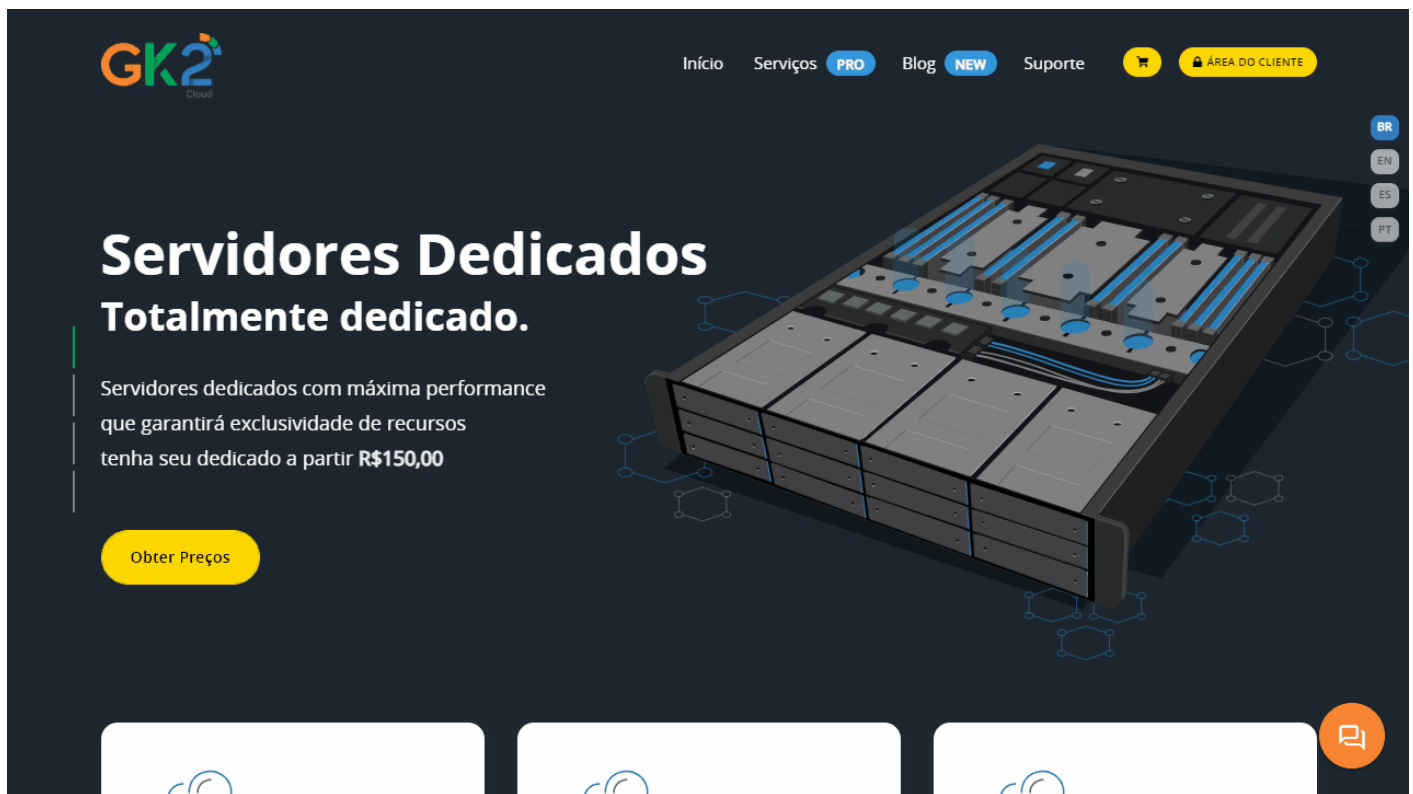 GK2
Cloud
Início
Serviços PRO
Blog NEW
Suporte
ÁREA DO CLIENTE
BR
EN
ES
PT
Servidores Dedicados
Totalmente dedicado.
Servidores dedicados com máxima performance
que garantirá exclusividade de recursos
tenha seu dedicado a partir R$150,00
Obter Preços